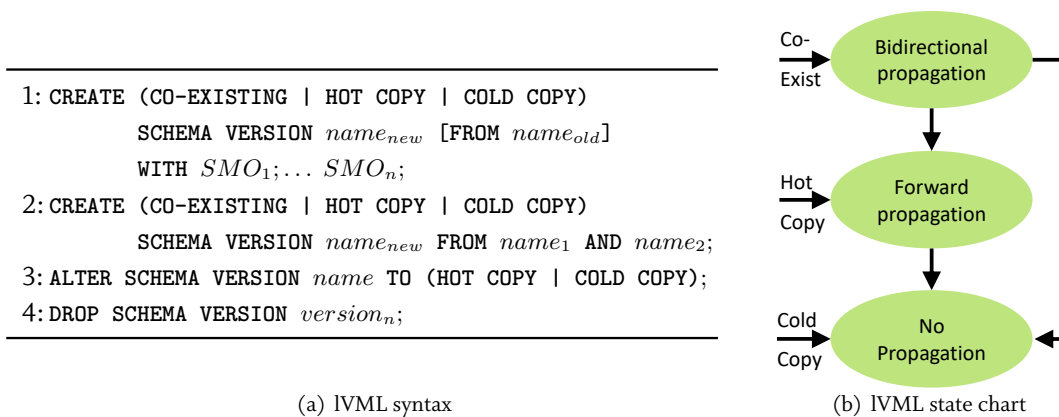 1: CREATE (CO-EXISTING | HOT COPY | COLD COPY)
SCHEMA VERSION name_new [FROM name_old]
WITH SMO_1; … SMO_n;
2: CREATE (CO-EXISTING | HOT COPY | COLD COPY)
SCHEMA VERSION name_new FROM name_1 AND name_2;
3: ALTER SCHEMA VERSION name TO (HOT COPY | COLD COPY);
4: DROP SCHEMA VERSION version_n;
(a) IVML syntax
Co-
Exist
Bidirectional
propagation
Hot
Copy
Forward
propagation
Cold
Copy
No
Propagation
(b) IVML state chart